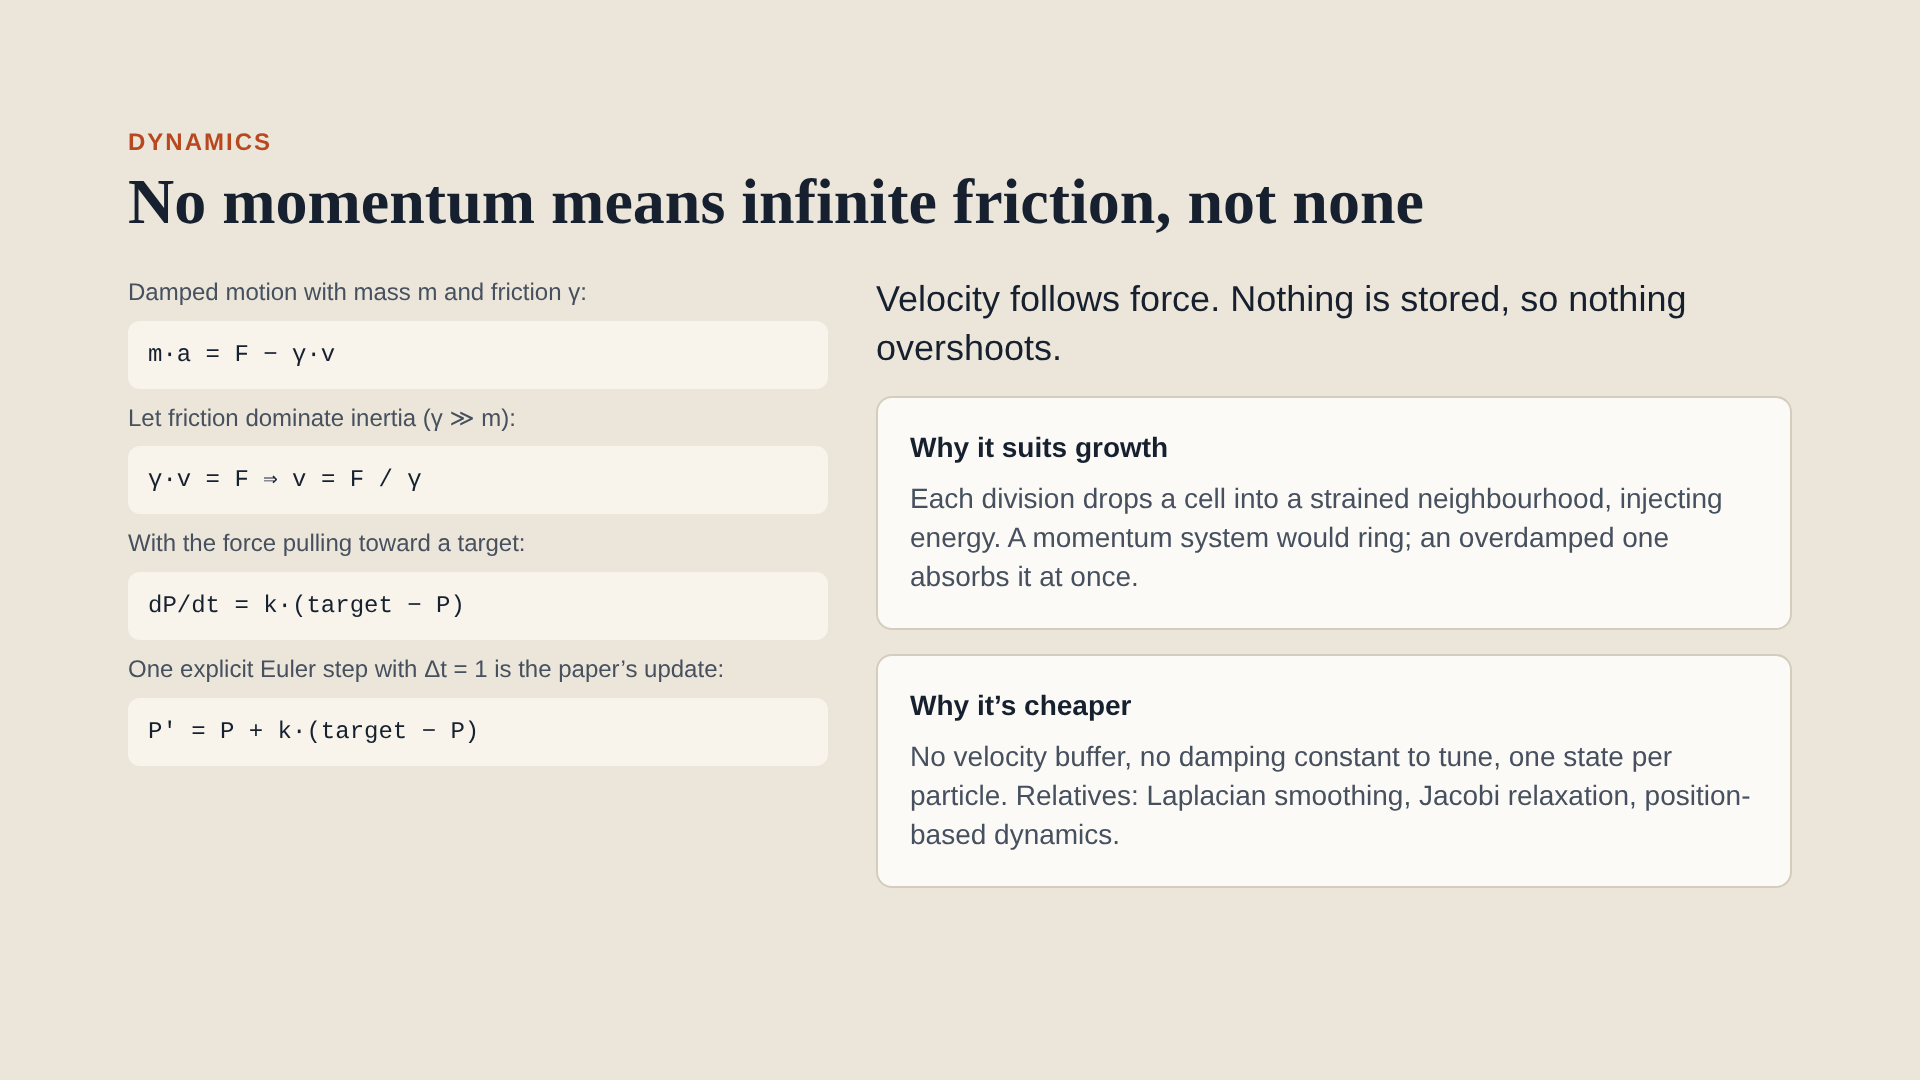 DYNAMICS
No momentum means infinite friction, not none
Damped motion with mass m and friction γ:
m·a = F − γ·v
Let friction dominate inertia (γ ≫ m):
γ·v = F ⇒ v = F / γ
With the force pulling toward a target:
dP/dt = k·(target − P)
One explicit Euler step with Δt = 1 is the paper’s update:
P' = P + k·(target − P)
Velocity follows force. Nothing is stored, so nothing
overshoots.
Why it suits growth
Each division drops a cell into a strained neighbourhood, injecting
energy. A momentum system would ring; an overdamped one
absorbs it at once.
Why it’s cheaper
No velocity buffer, no damping constant to tune, one state per
particle. Relatives: Laplacian smoothing, Jacobi relaxation, position-
based dynamics.